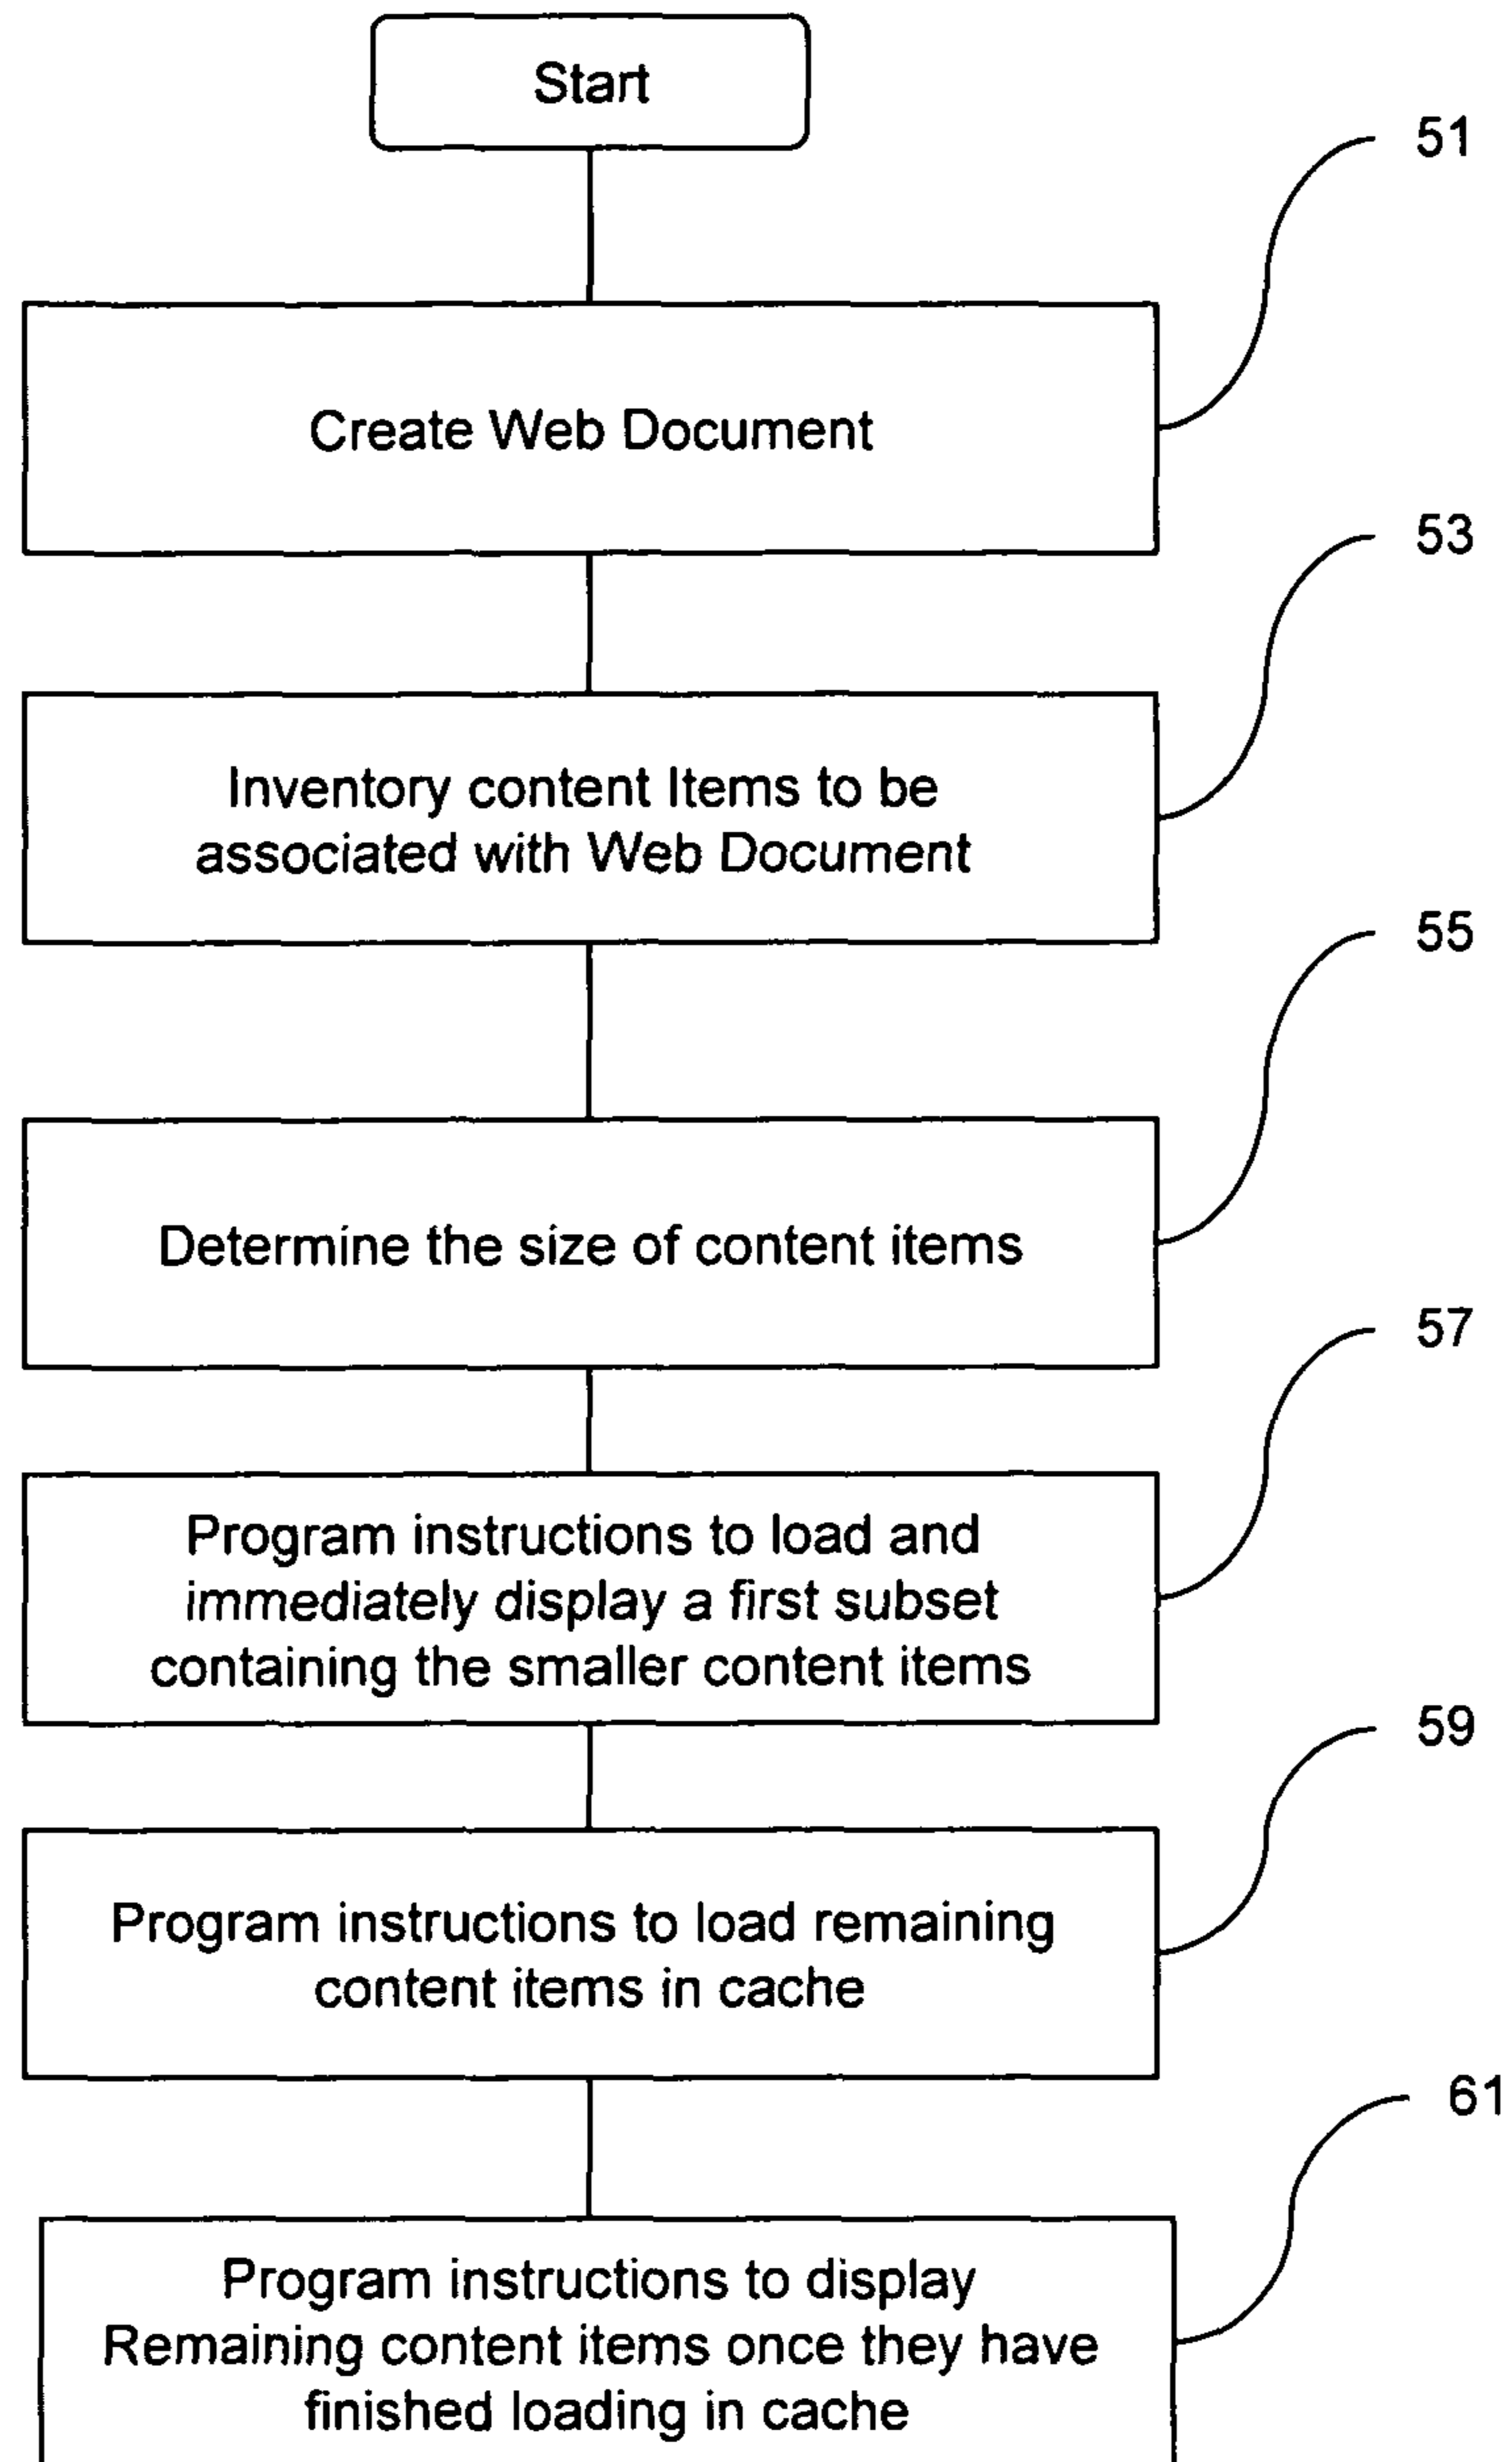 Start
51
Create Web Document
53
Inventory content Items to be
associated with Web Document
55
Determine the size of content items
57
Program instructions to load and
immediately display a first subset
containing the smaller content items
59
Program instructions to load remaining
content items in cache
61
Program instructions to display
Remaining content items once they have
finished loading in cache